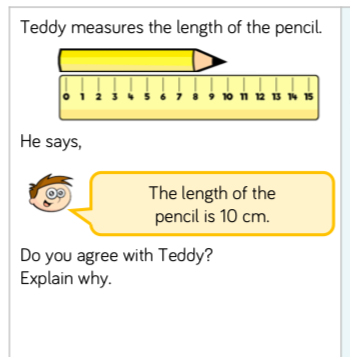 Teddy measures the length of the pencil.
0 1 2 3 4 5 6 7 8 9 10 11 12 13 14 15
He says,
The length of the
pencil is 10 cm.
Do you agree with Teddy?
Explain why.